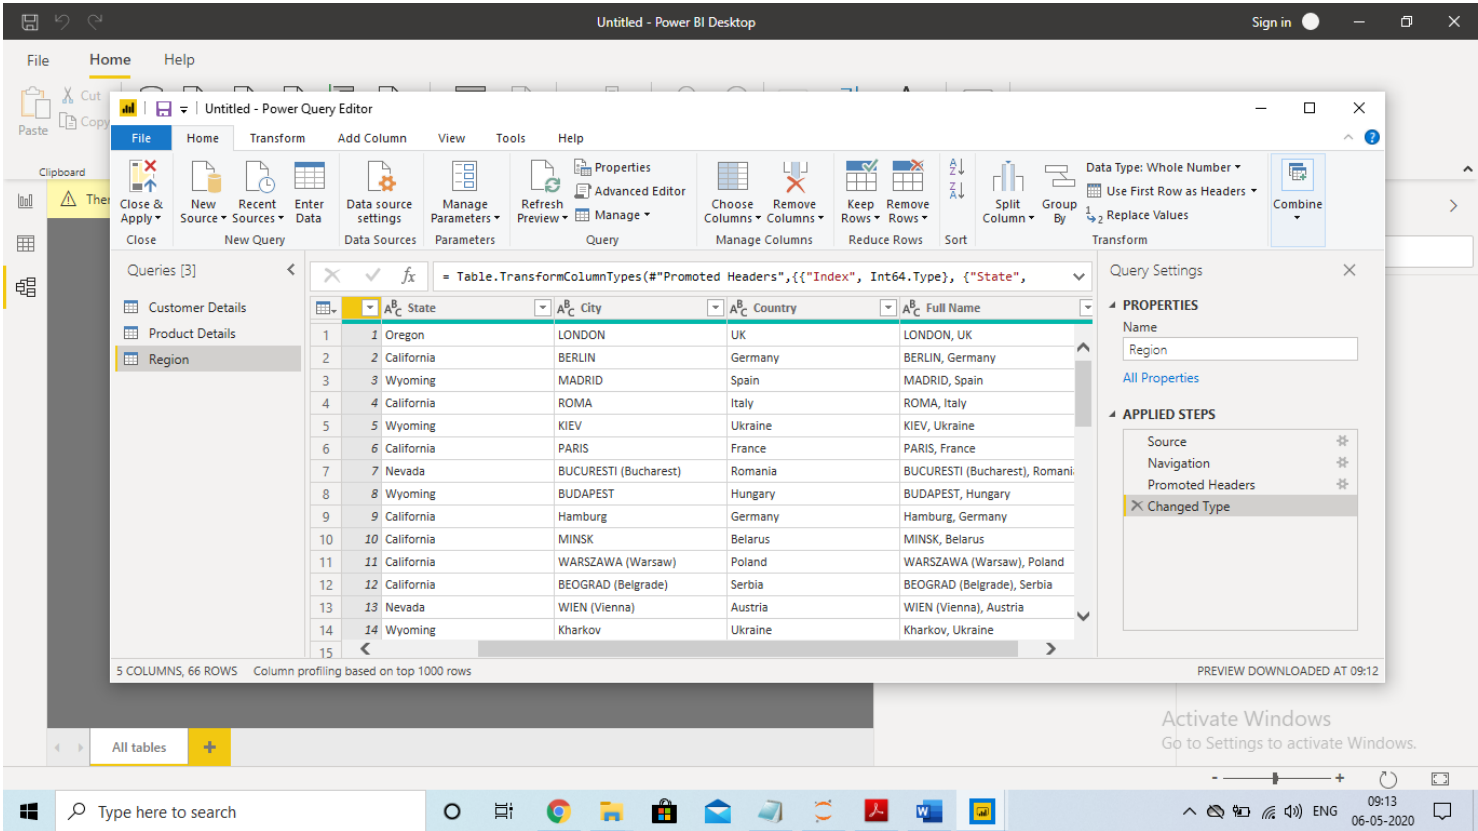 Untitled - Power BI Desktop
Sign in
File Home Help
Paste
Cut
Copy
Clipboard
Untitled - Power Query Editor
File Home Transform Add Column View Tools Help
Close & Apply
New Source
Recent Sources
Enter Data
Data source settings
Manage Parameters
Refresh Preview
Properties
Advanced Editor
Manage
Choose Columns
Remove Columns
Keep Rows
Remove Rows
Split Column
Group By
Data Type: Whole Number
Use First Row as Headers
Replace Values
Combine
Close New Query Data Sources Parameters Query Manage Columns Reduce Rows Sort Transform
Queries [3]
Customer Details
Product Details
Region
fx = Table.TransformColumnTypes(#"Promoted Headers",{{"Index", Int64.Type}, {"State",
ABC State ABC City ABC Country ABC Full Name
1 1 Oregon LONDON UK LONDON, UK
2 2 California BERLIN Germany BERLIN, Germany
3 3 Wyoming MADRID Spain MADRID, Spain
4 4 California ROMA Italy ROMA, Italy
5 5 Wyoming KIEV Ukraine KIEV, Ukraine
6 6 California PARIS France PARIS, France
7 7 Nevada BUCURESTI (Bucharest) Romania BUCURESTI (Bucharest), Romani
8 8 Wyoming BUDAPEST Hungary BUDAPEST, Hungary
9 9 California Hamburg Germany Hamburg, Germany
10 10 California MINSK Belarus MINSK, Belarus
11 11 California WARSZAWA (Warsaw) Poland WARSZAWA (Warsaw), Poland
12 12 California BEOGRAD (Belgrade) Serbia BEOGRAD (Belgrade), Serbia
13 13 Nevada WIEN (Vienna) Austria WIEN (Vienna), Austria
14 14 Wyoming Kharkov Ukraine Kharkov, Ukraine
15
Query Settings
PROPERTIES
Name
Region
All Properties
APPLIED STEPS
Source
Navigation
Promoted Headers
Changed Type
5 COLUMNS, 66 ROWS Column profiling based on top 1000 rows
PREVIEW DOWNLOADED AT 09:12
Activate Windows
Go to Settings to activate Windows.
All tables
Type here to search
ENG
09:13
06-05-2020